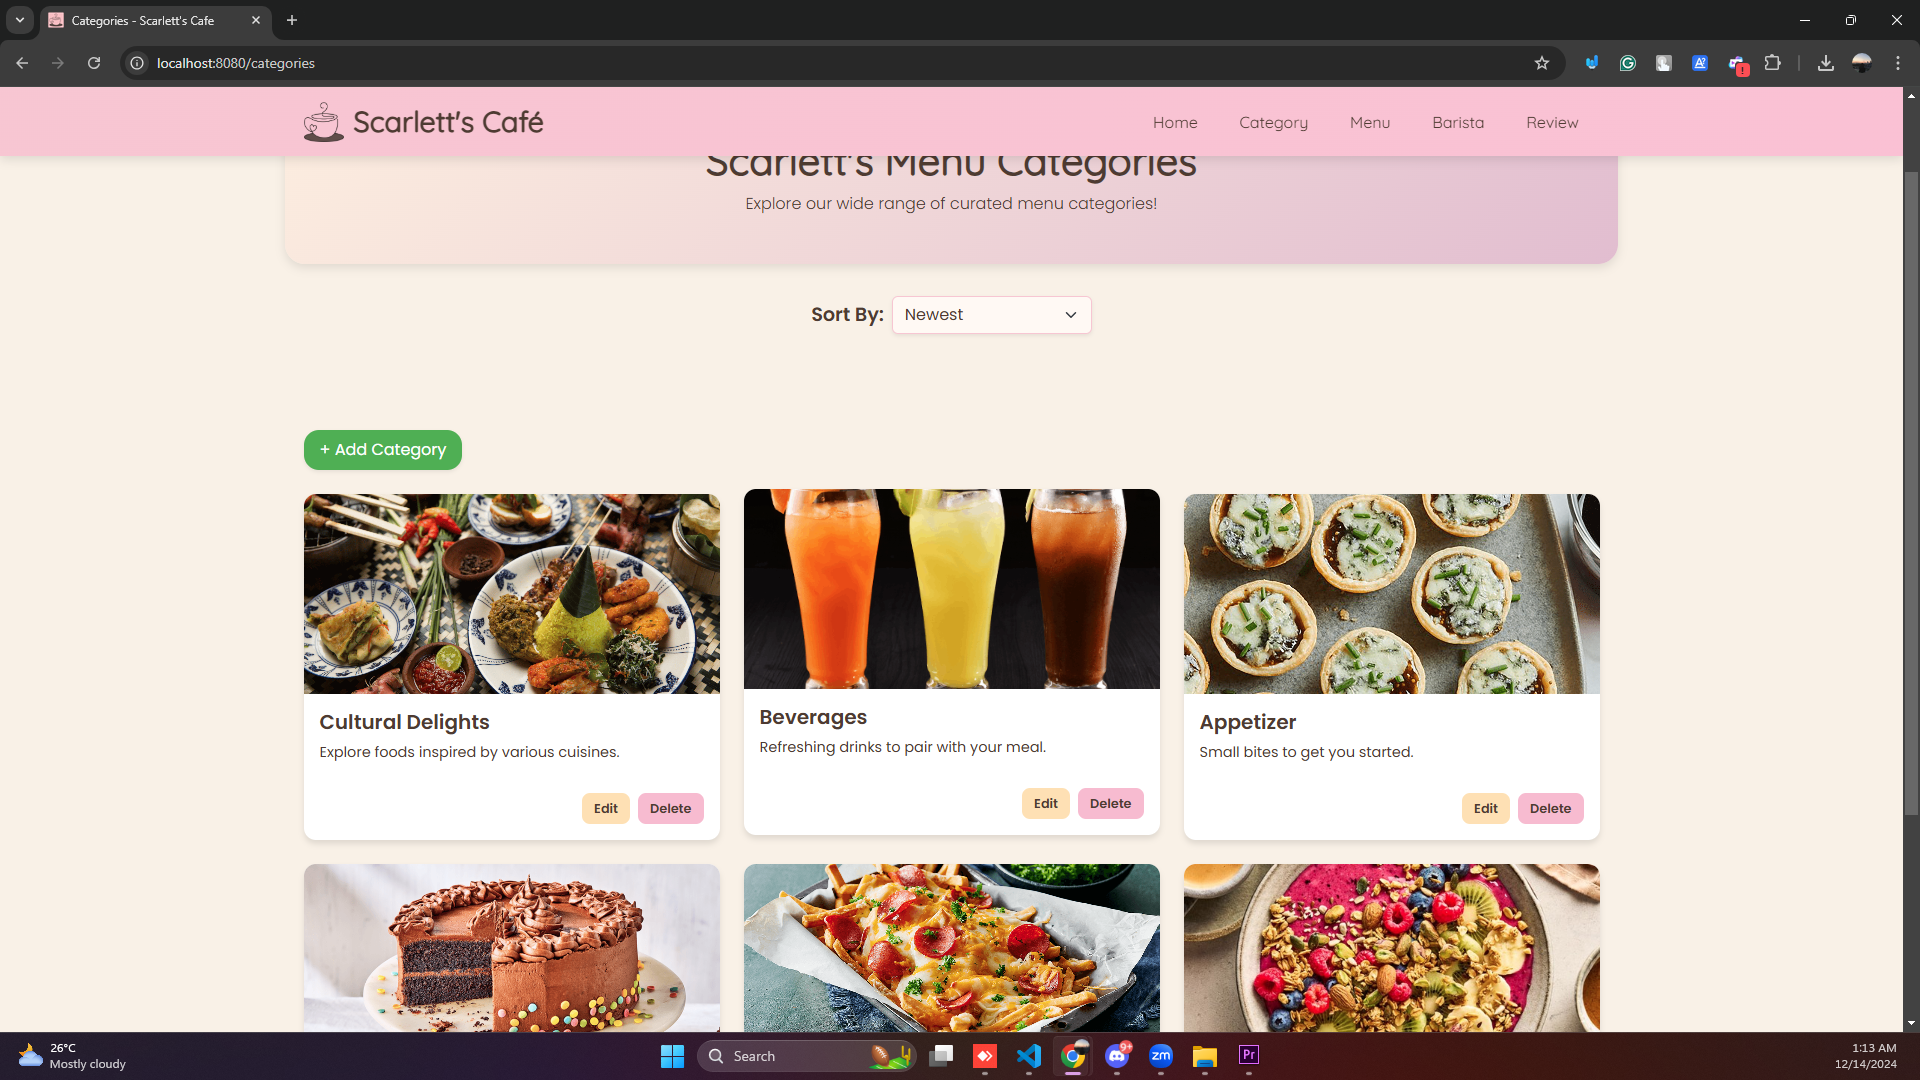 Categories - Scarlett's Cafe
localhost:8080/categories
Scarlett's Café
Home Category Menu Barista Review
Scarlett's Menu Categories
Explore our wide range of curated menu categories!
Sort By: Newest
+ Add Category
Cultural Delights
Explore foods inspired by various cuisines.
Edit Delete
Beverages
Refreshing drinks to pair with your meal.
Edit Delete
Appetizer
Small bites to get you started.
Edit Delete
26°C
Mostly cloudy
Search
9+
zm
Pr
1:13 AM
12/14/2024